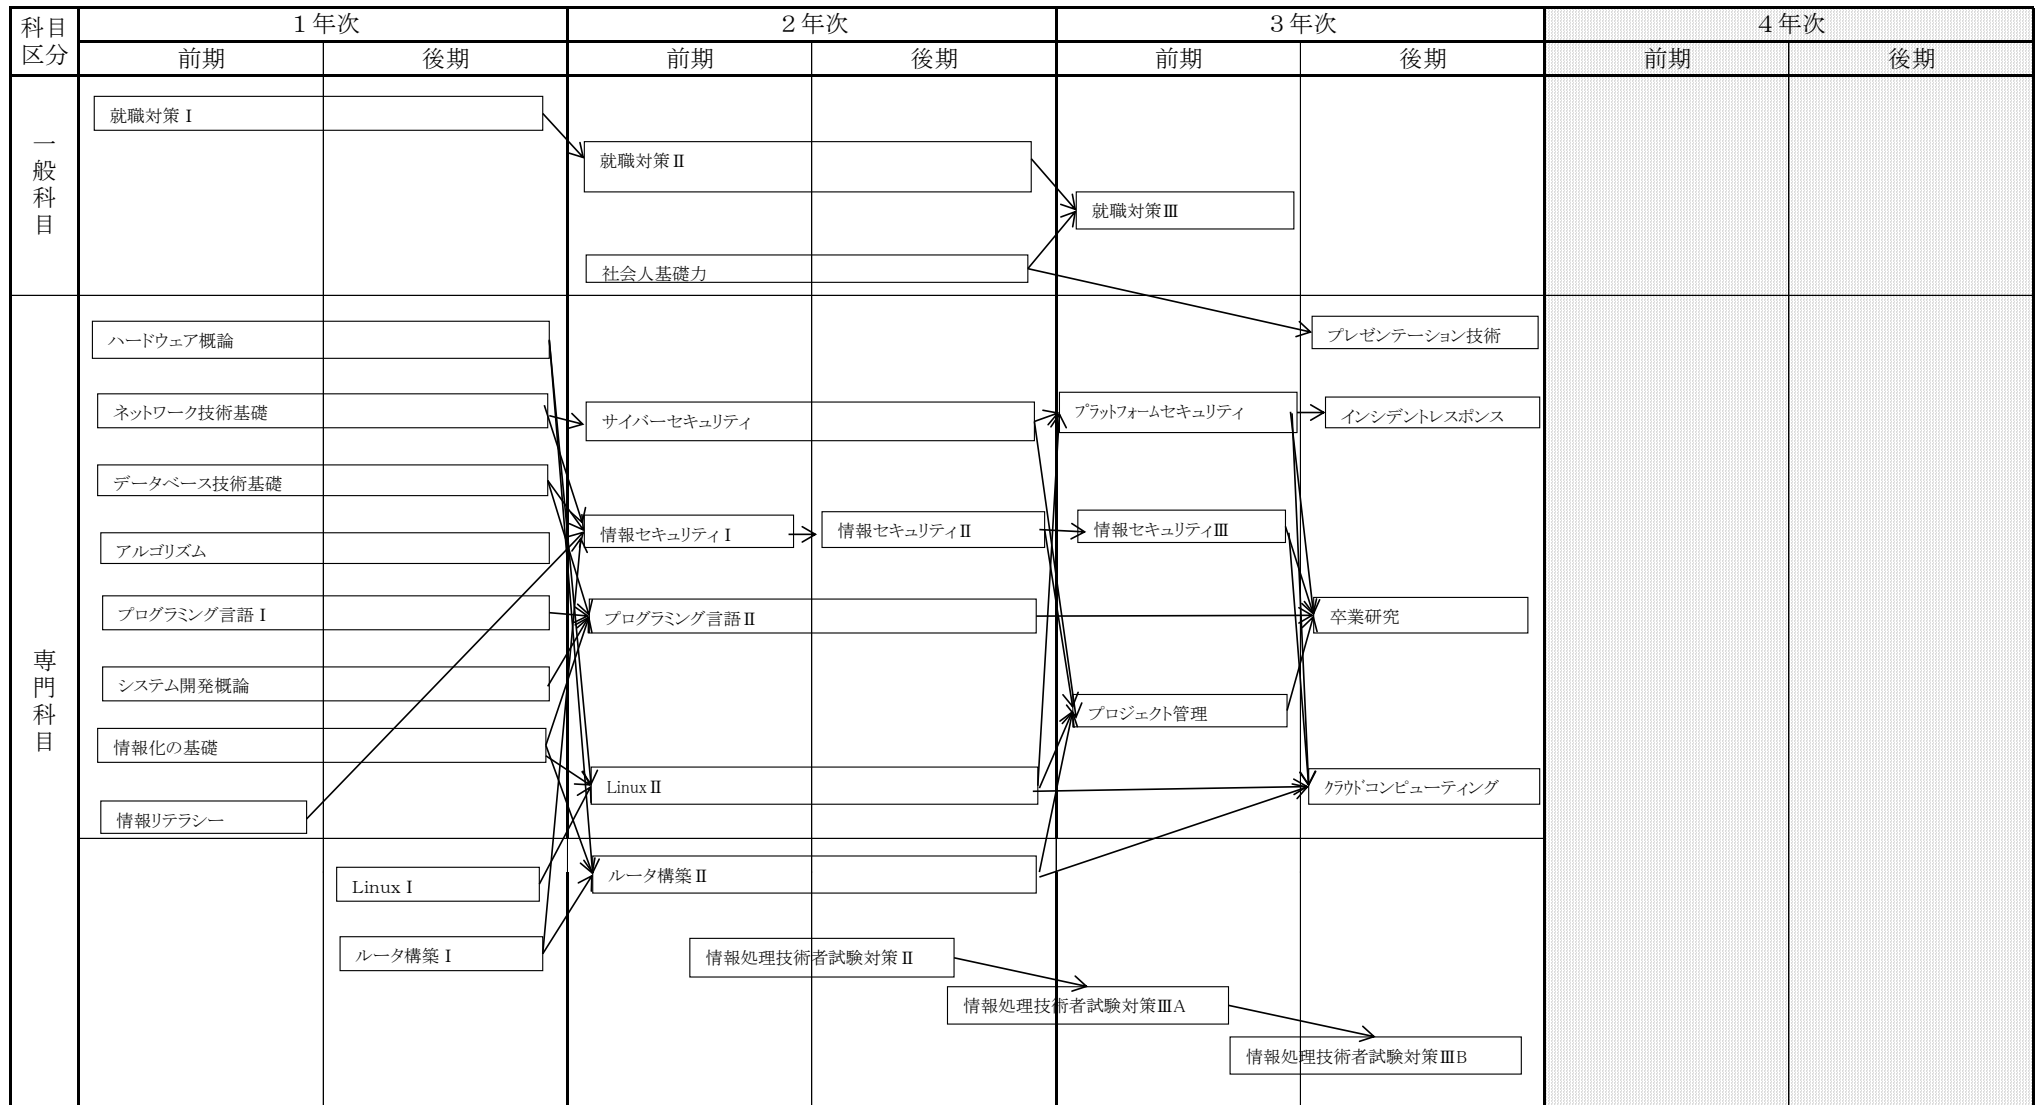 科目
区分
１年次
２年次
３年次
４年次
前期
後期
前期
後期
前期
後期
前期
後期
一般科目
就職対策Ⅰ
就職対策Ⅱ
就職対策Ⅲ
社会人基礎力
専門科目
ハードウェア概論
プレゼンテーション技術
ネットワーク技術基礎
サイバーセキュリティ
プラットフォームセキュリティ
インシデントレスポンス
データベース技術基礎
アルゴリズム
情報セキュリティⅠ
情報セキュリティⅡ
情報セキュリティⅢ
プログラミング言語Ⅰ
プログラミング言語Ⅱ
卒業研究
システム開発概論
プロジェクト管理
情報化の基礎
LinuxⅡ
クラウドコンピューティング
情報リテラシー
LinuxⅠ
ルータ構築Ⅱ
ルータ構築Ⅰ
情報処理技術者試験対策Ⅱ
情報処理技術者試験対策ⅢA
情報処理技術者試験対策ⅢB